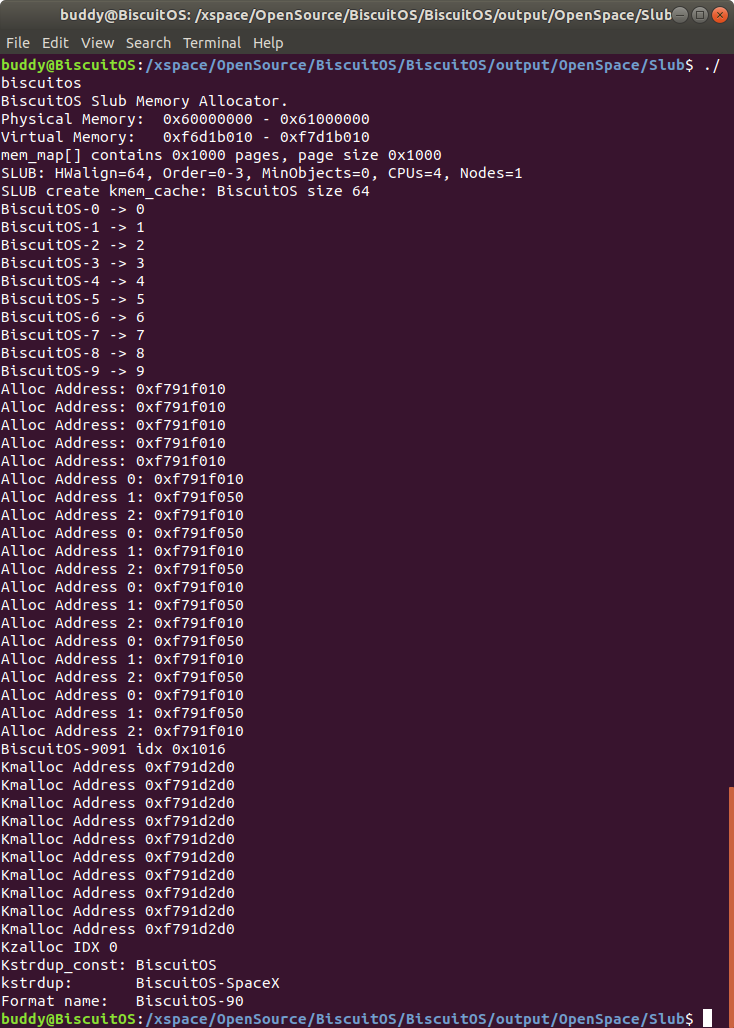 buddy@BiscuitOS: /xspace/OpenSource/BiscuitOS/BiscuitOS/output/OpenSpace/Slub
File Edit View Search Terminal Help
buddy@BiscuitOS:/xspace/OpenSource/BiscuitOS/BiscuitOS/output/OpenSpace/Slub$ ./
biscuitos
BiscuitOS Slub Memory Allocator.
Physical Memory:  0x60000000 - 0x61000000
Virtual Memory:   0xf6d1b010 - 0xf7d1b010
mem_map[] contains 0x1000 pages, page size 0x1000
SLUB: HWalign=64, Order=0-3, MinObjects=0, CPUs=4, Nodes=1
SLUB create kmem_cache: BiscuitOS size 64
BiscuitOS-0 -> 0
BiscuitOS-1 -> 1
BiscuitOS-2 -> 2
BiscuitOS-3 -> 3
BiscuitOS-4 -> 4
BiscuitOS-5 -> 5
BiscuitOS-6 -> 6
BiscuitOS-7 -> 7
BiscuitOS-8 -> 8
BiscuitOS-9 -> 9
Alloc Address: 0xf791f010
Alloc Address: 0xf791f010
Alloc Address: 0xf791f010
Alloc Address: 0xf791f010
Alloc Address: 0xf791f010
Alloc Address 0: 0xf791f010
Alloc Address 1: 0xf791f050
Alloc Address 2: 0xf791f010
Alloc Address 0: 0xf791f050
Alloc Address 1: 0xf791f010
Alloc Address 2: 0xf791f050
Alloc Address 0: 0xf791f010
Alloc Address 1: 0xf791f050
Alloc Address 2: 0xf791f010
Alloc Address 0: 0xf791f050
Alloc Address 1: 0xf791f010
Alloc Address 2: 0xf791f050
Alloc Address 0: 0xf791f010
Alloc Address 1: 0xf791f050
Alloc Address 2: 0xf791f010
BiscuitOS-9091 idx 0x1016
Kmalloc Address 0xf791d2d0
Kmalloc Address 0xf791d2d0
Kmalloc Address 0xf791d2d0
Kmalloc Address 0xf791d2d0
Kmalloc Address 0xf791d2d0
Kmalloc Address 0xf791d2d0
Kmalloc Address 0xf791d2d0
Kmalloc Address 0xf791d2d0
Kmalloc Address 0xf791d2d0
Kmalloc Address 0xf791d2d0
Kzalloc IDX 0
Kstrdup_const: BiscuitOS
kstrdup:       BiscuitOS-SpaceX
Format name:   BiscuitOS-90
buddy@BiscuitOS:/xspace/OpenSource/BiscuitOS/BiscuitOS/output/OpenSpace/Slub$